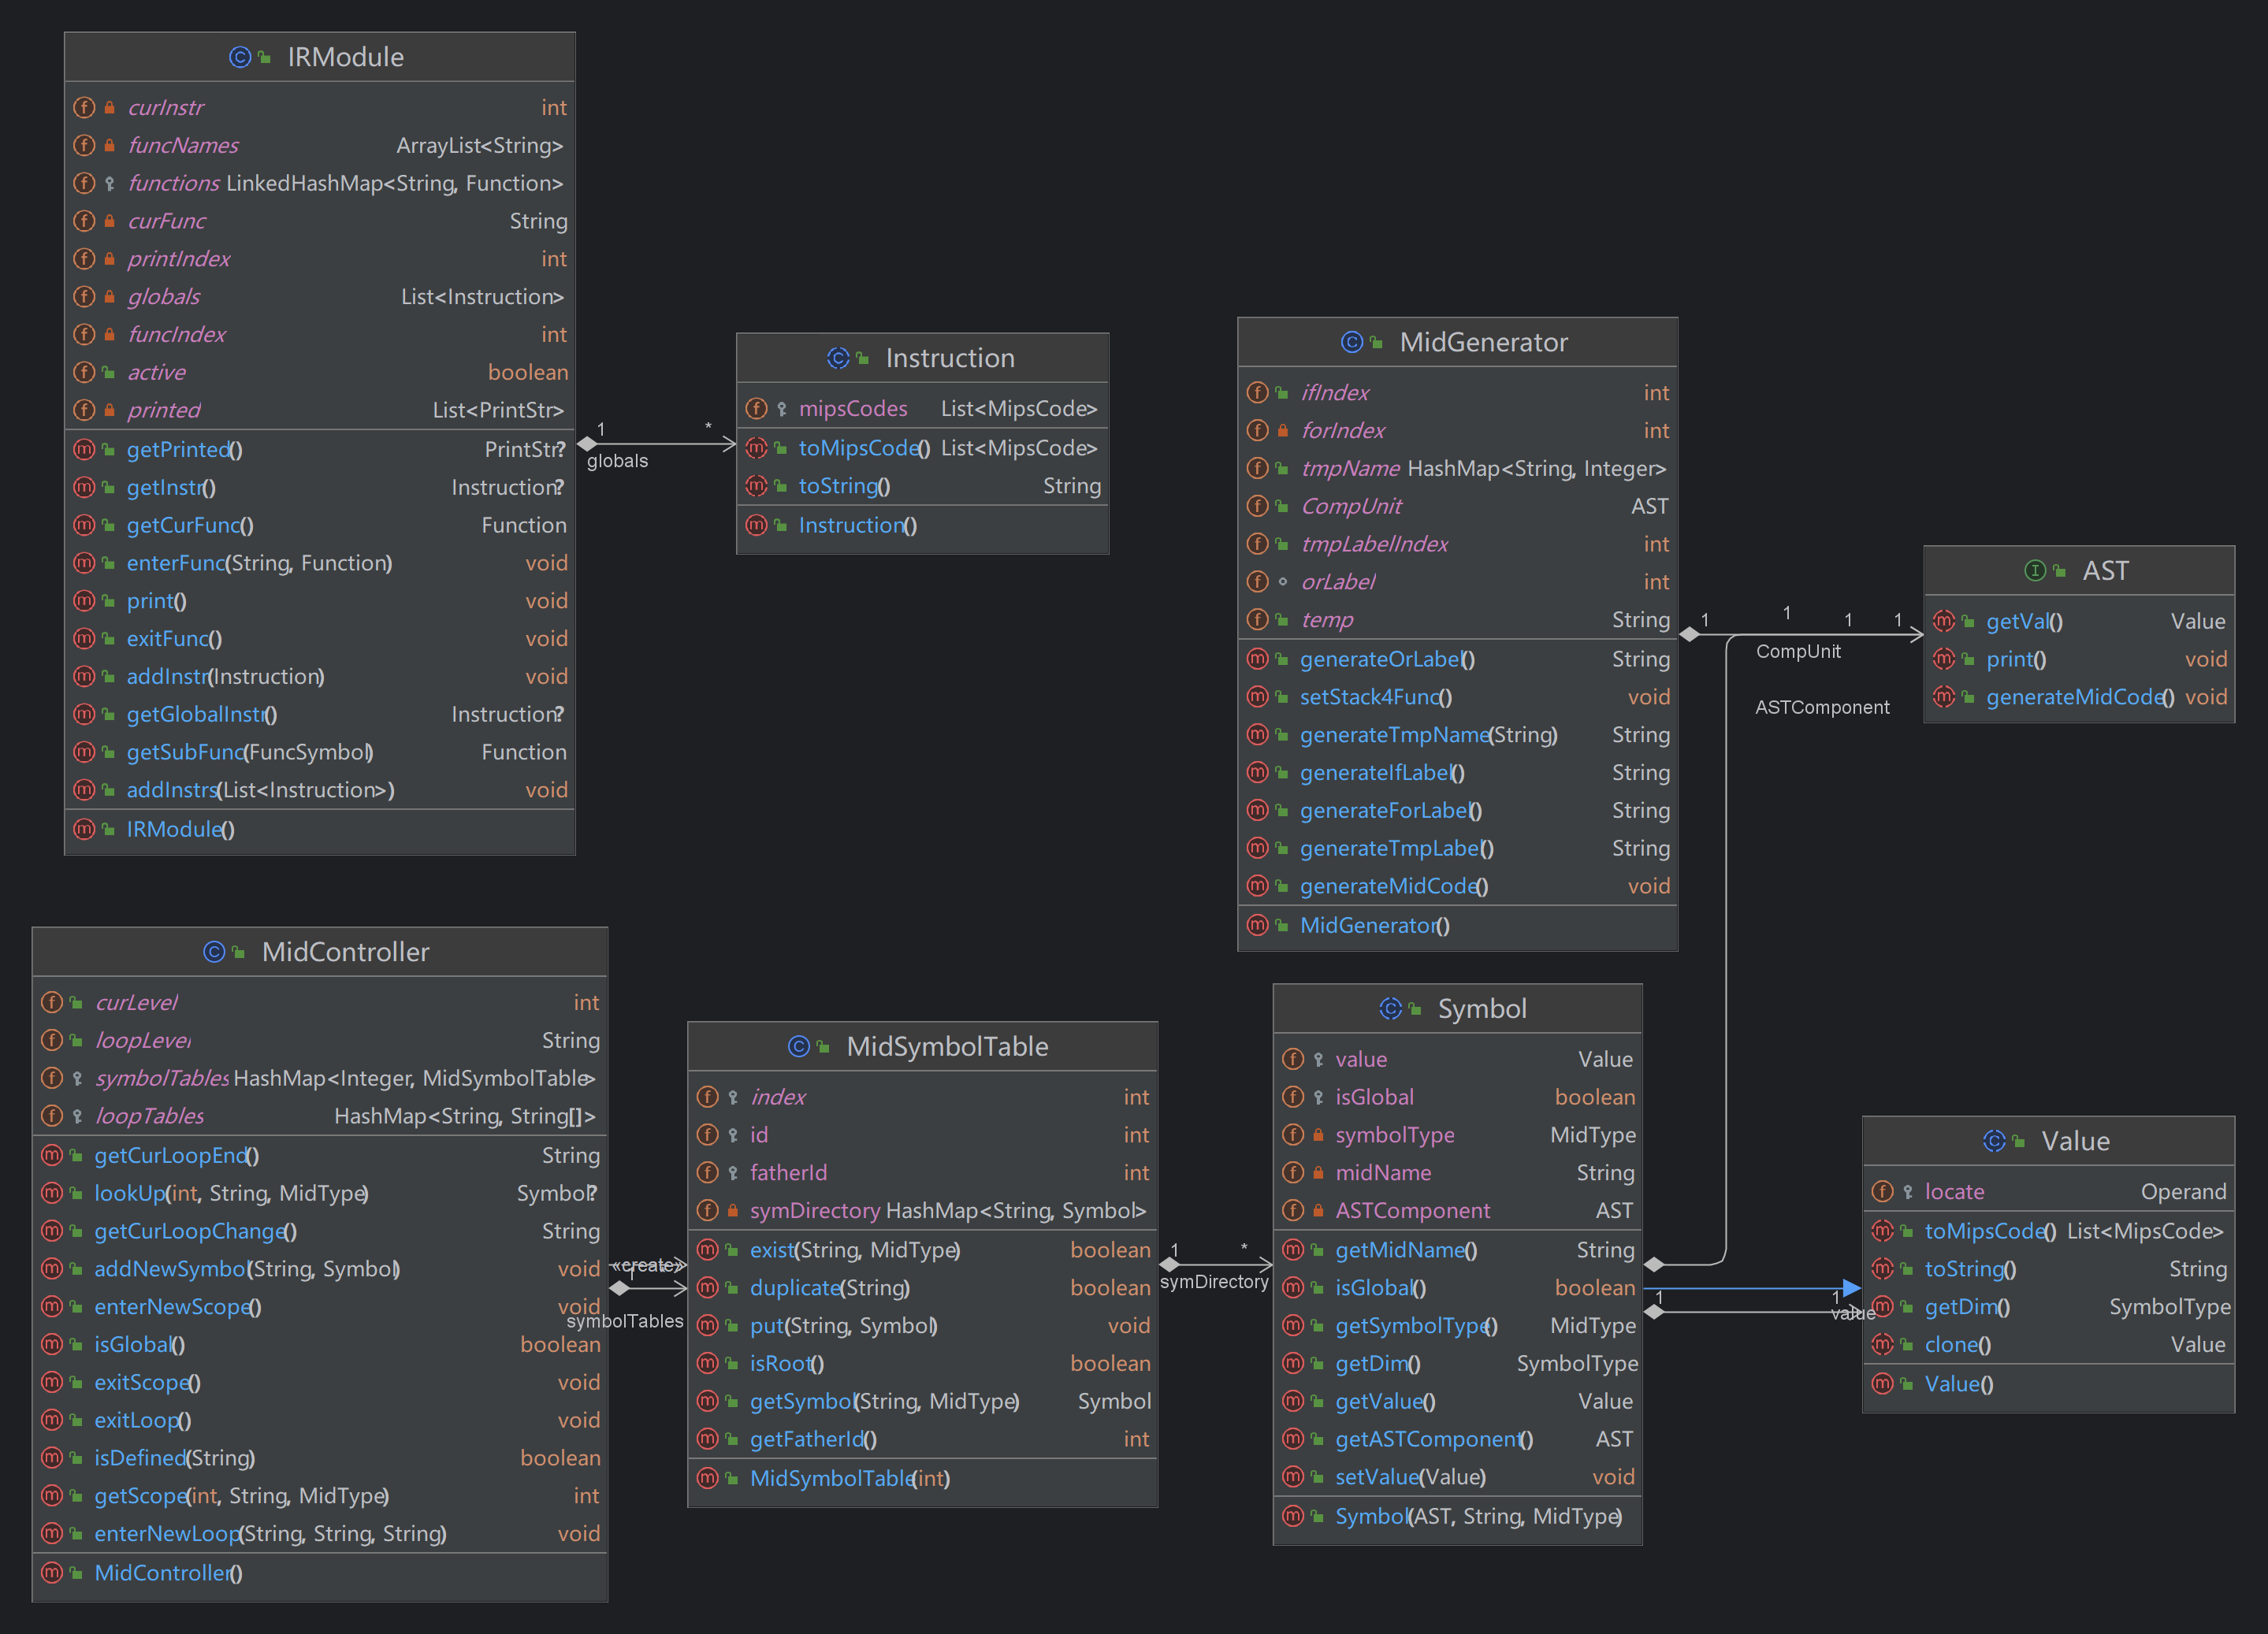 IRModule
curInstr int
funcNames ArrayList<String>
functions LinkedHashMap<String, Function>
curFunc String
printIndex int
globals List<Instruction>
funcIndex int
active boolean
printed List<PrintStr>
getPrinted() PrintStr?
getInstr() Instruction?
getCurFunc() Function
enterFunc(String, Function) void
print() void
exitFunc() void
addInstr(Instruction) void
getGlobalInstr() Instruction?
getSubFunc(FuncSymbol) Function
addInstrs(List<Instruction>) void
IRModule()
1 *
globals
Instruction
mipsCodes List<MipsCode>
toMipsCode() List<MipsCode>
toString() String
Instruction()
MidGenerator
ifIndex int
forIndex int
tmpName HashMap<String, Integer>
CompUnit AST
tmpLabelIndex int
orLabel int
temp String
generateOrLabel() String
setStack4Func() void
generateTmpName(String) String
generateIfLabel() String
generateForLabel() String
generateTmpLabel() String
generateMidCode() void
MidGenerator()
1 1 1 1
CompUnit
ASTComponent
AST
getVal() Value
print() void
generateMidCode() void
MidController
curLevel int
loopLevel String
symbolTables HashMap<Integer, MidSymbolTable>
loopTables HashMap<String, String[]>
getCurLoopEnd() String
lookUp(int, String, MidType) Symbol?
getCurLoopChange() String
addNewSymbol(String, Symbol) void
enterNewScope() void
isGlobal() boolean
exitScope() void
exitLoop() void
isDefined(String) boolean
getScope(int, String, MidType) int
enterNewLoop(String, String, String) void
MidController()
«create»
1
symbolTables
MidSymbolTable
index int
id int
fatherId int
symDirectory HashMap<String, Symbol>
exist(String, MidType) boolean
duplicate(String) boolean
put(String, Symbol) void
isRoot() boolean
getSymbol(String, MidType) Symbol
getFatherId() int
MidSymbolTable(int)
1 *
symDirectory
Symbol
value Value
isGlobal boolean
symbolType MidType
midName String
ASTComponent AST
getMidName() String
isGlobal() boolean
getSymbolType() MidType
getDim() SymbolType
getValue() Value
getASTComponent() AST
setValue(Value) void
Symbol(AST, String, MidType)
1 1
value
Value
locate Operand
toMipsCode() List<MipsCode>
toString() String
getDim() SymbolType
clone() Value
Value()